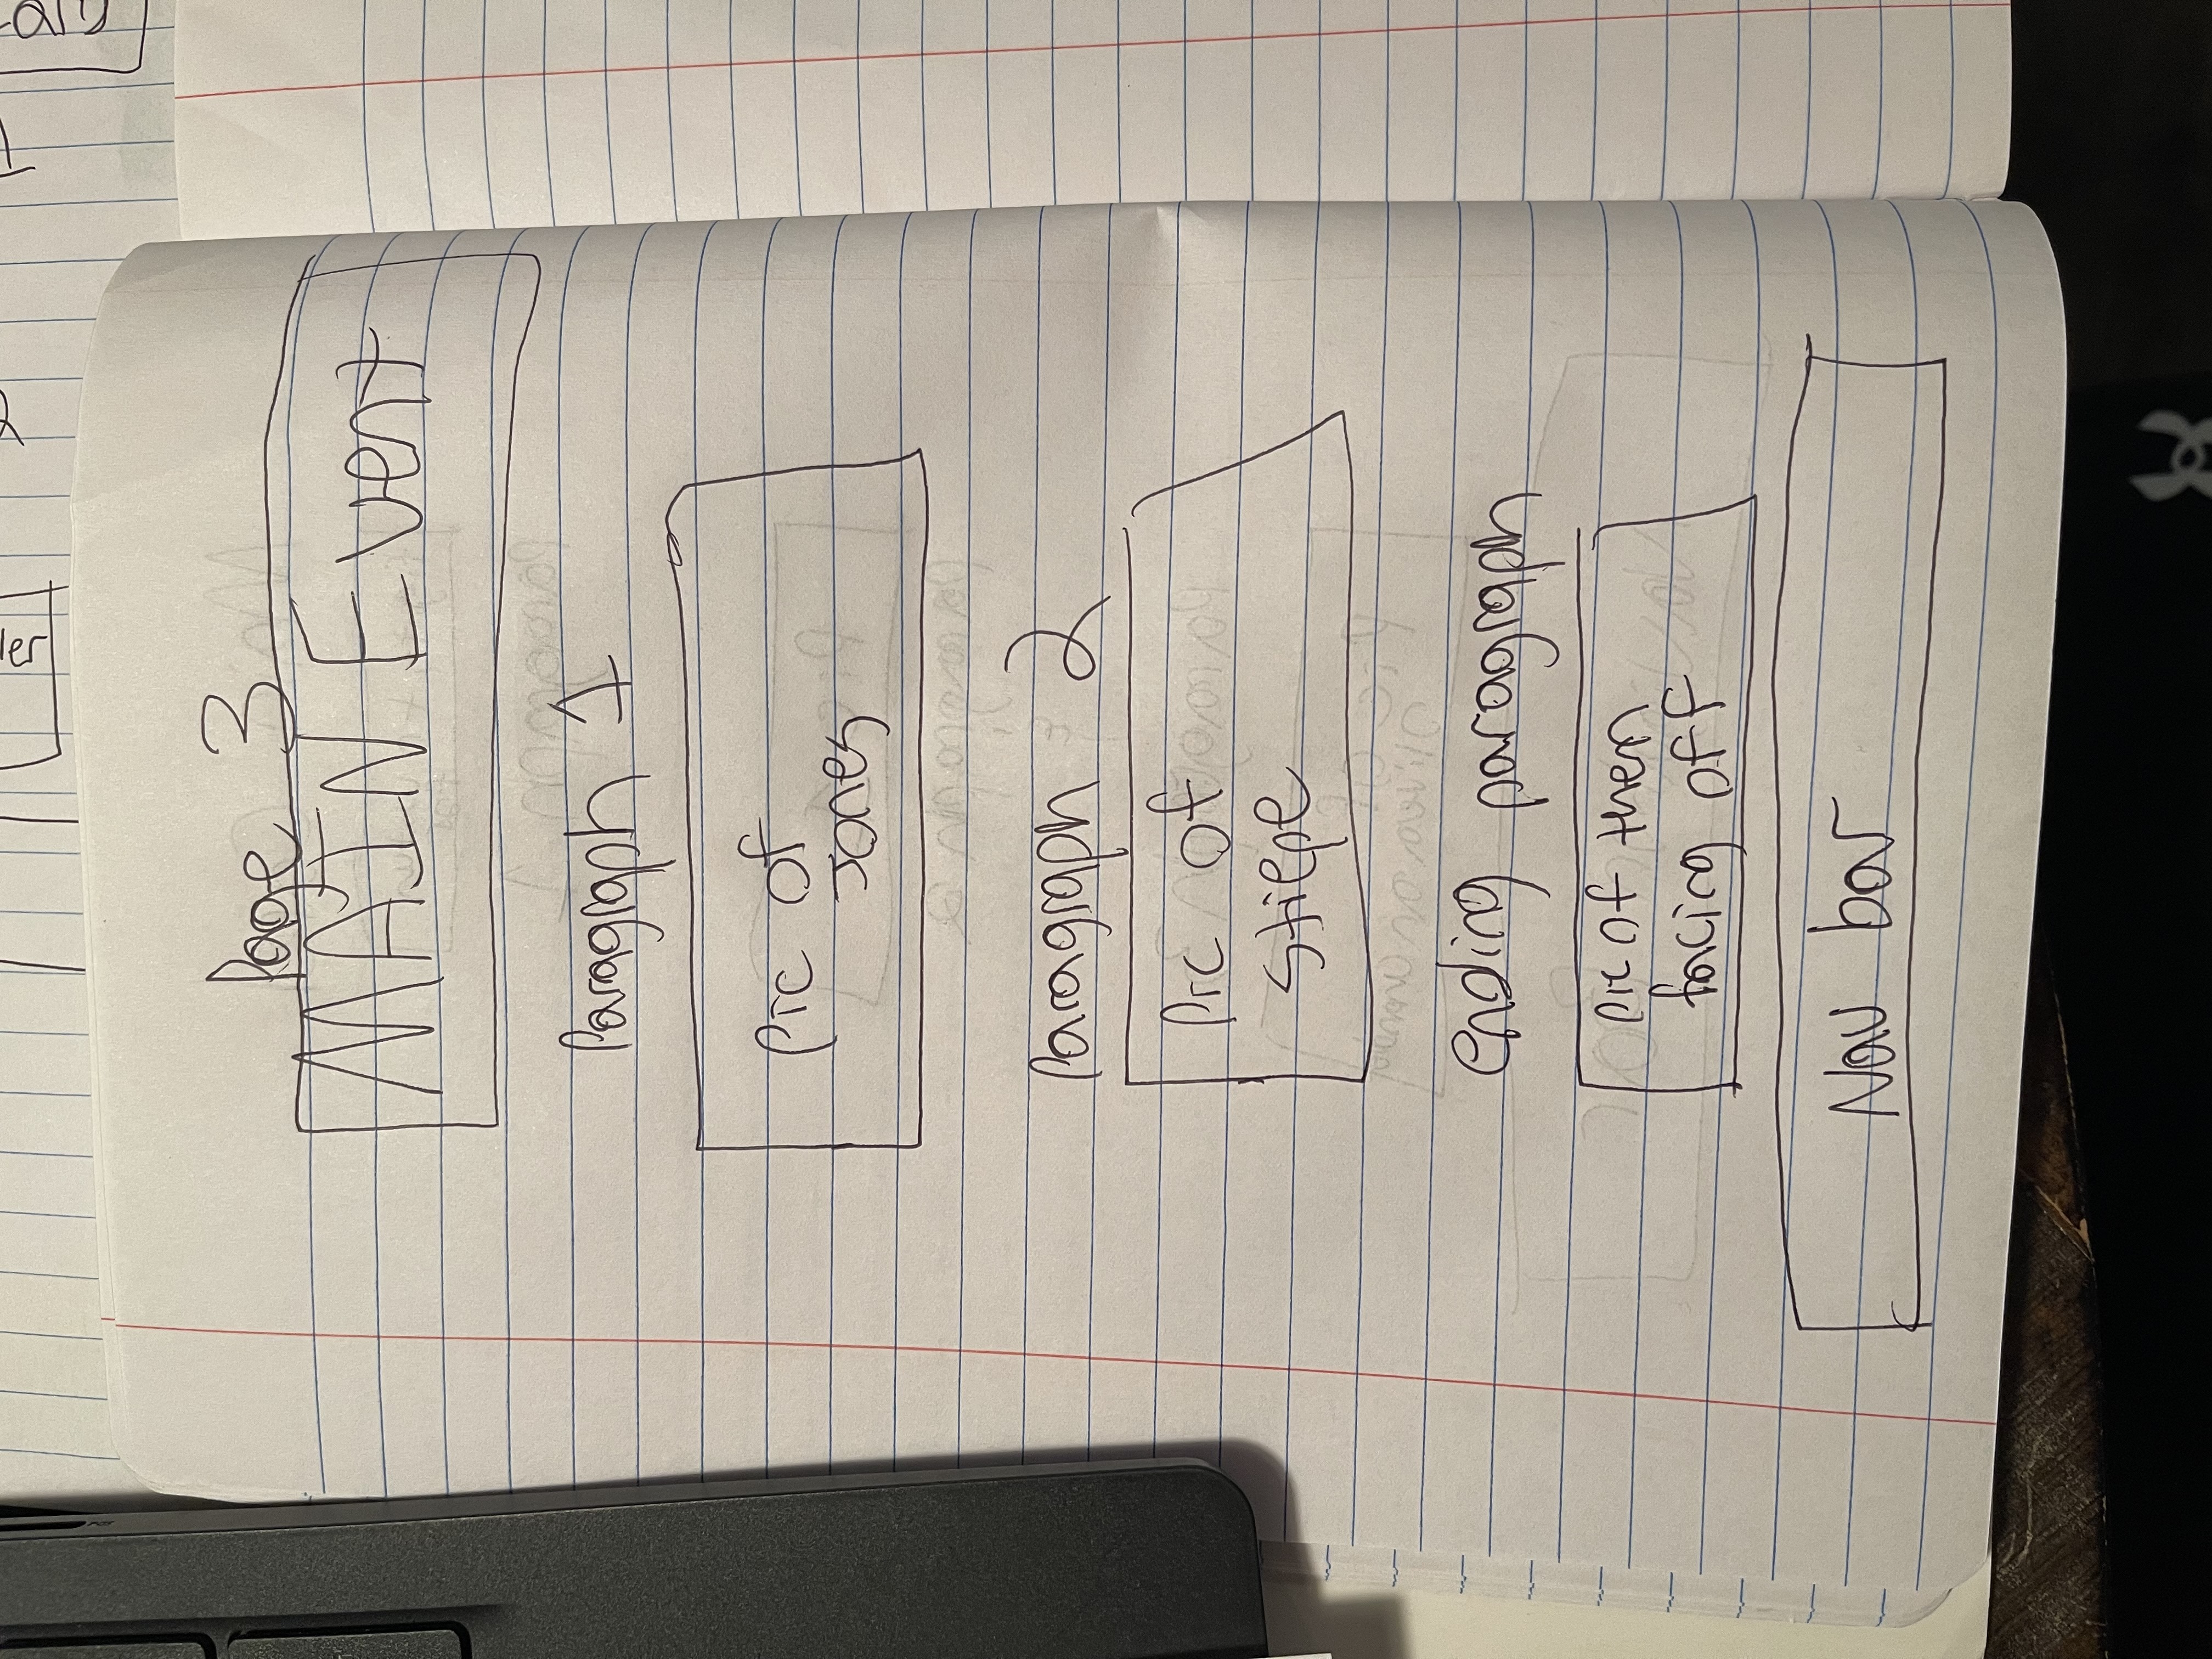 Page 3
MAIN Event
Paragraph 1
Pic of
Jones
Paragraph 2
Pic of
Stiepe
ending paragraph
pic of them
facing off
Nav bar